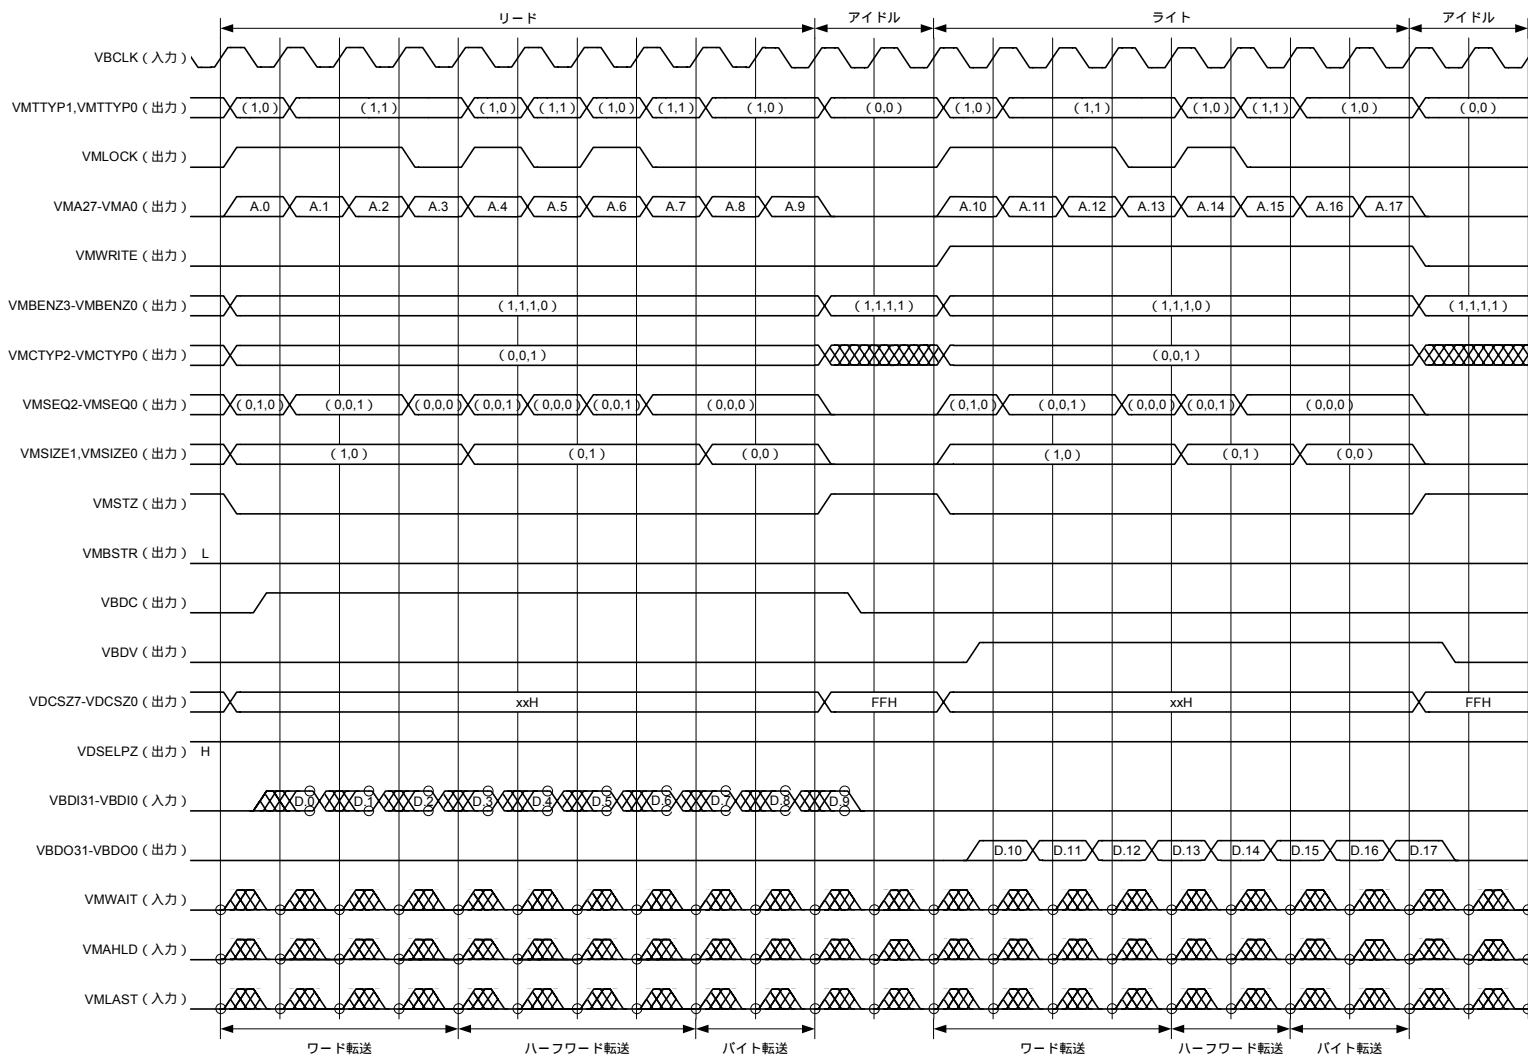 リード アイドル ライト アイドル
VBCLK（入力）
VMTTYP1,VMTTYP0（出力） (1,0) (1,1) (1,0) (1,1) (1,0) (1,1) (1,0) (0,0) (1,0) (1,1) (1,0) (1,1) (1,0) (0,0)
VMLOCK（出力）
VMA27-VMA0（出力） A.0 A.1 A.2 A.3 A.4 A.5 A.6 A.7 A.8 A.9 A.10 A.11 A.12 A.13 A.14 A.15 A.16 A.17
VMWRITE（出力）
VMBENZ3-VMBENZ0（出力） (1,1,1,0) (1,1,1,1) (1,1,1,0) (1,1,1,1)
VMCTYP2-VMCTYP0（出力） (0,0,1) (0,0,1)
VMSEQ2-VMSEQ0（出力） (0,1,0) (0,0,1) (0,0,0) (0,0,1) (0,0,0) (0,0,1) (0,0,0) (0,1,0) (0,0,1) (0,0,0) (0,0,1) (0,0,0)
VMSIZE1,VMSIZE0（出力） (1,0) (0,1) (0,0) (1,0) (0,1) (0,0)
VMSTZ（出力）
VMBSTR（出力） L
VBDC（出力）
VBDV（出力）
VDCSZ7-VDCSZ0（出力） xxH FFH xxH FFH
VDSELPZ（出力） H
VBDI31-VBDI0（入力） D.0 D.1 D.2 D.3 D.4 D.5 D.6 D.7 D.8 D.9
VBDO31-VBDO0（出力） D.10 D.11 D.12 D.13 D.14 D.15 D.16 D.17
VMWAIT（入力）
VMAHLD（入力）
VMLAST（入力）
ワード転送 ハーフワード転送 バイト転送 ワード転送 ハーフワード転送 バイト転送